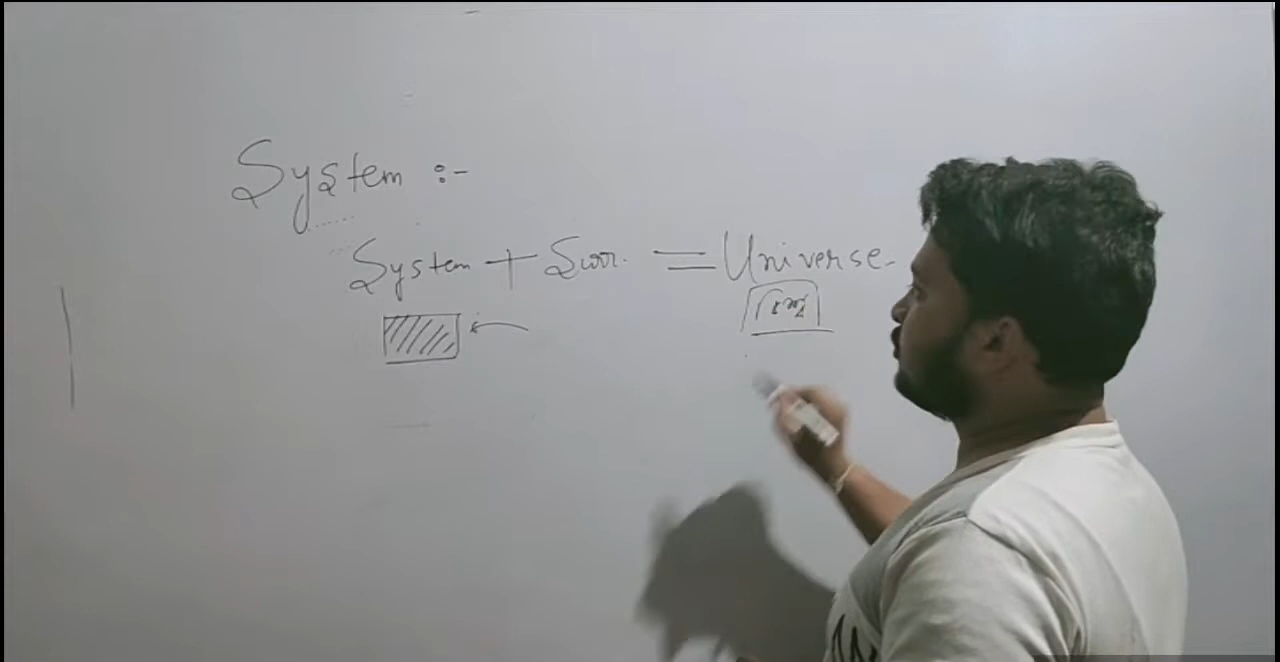 System :-
System + Surr. = Universe.